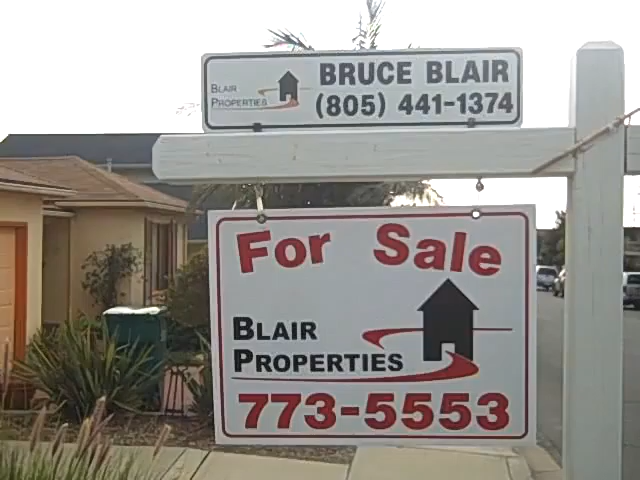 BLAIR
PROPERTIES
BRUCE BLAIR
(805) 441-1374
For Sale
BLAIR
PROPERTIES
773-5553